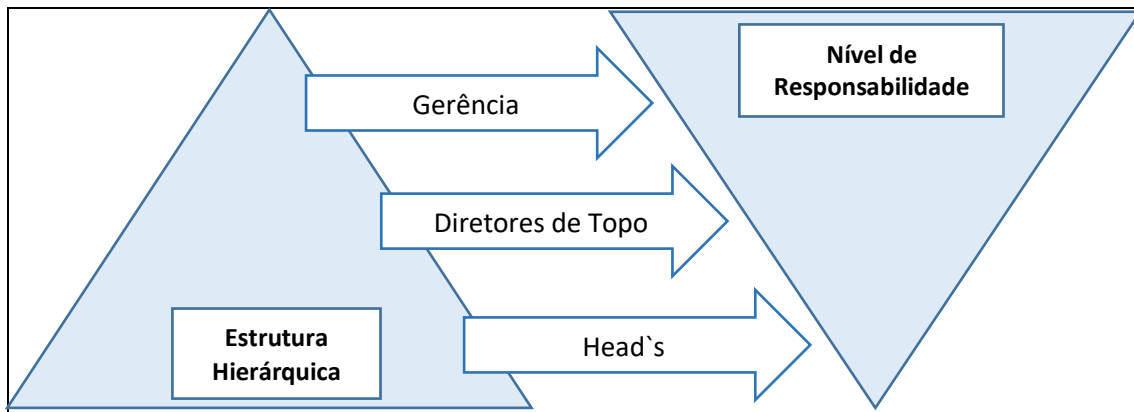 Nível de
Responsabilidade
Gerência
Diretores de Topo
Head`s
Estrutura
Hierárquica